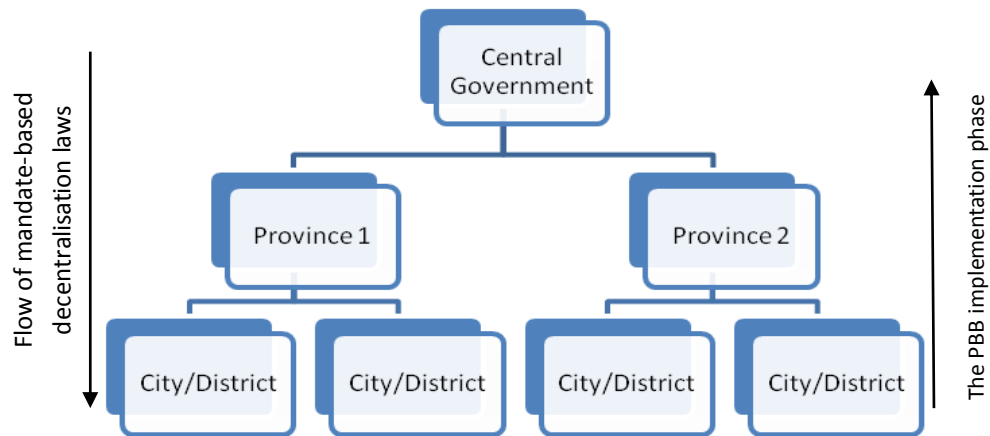 Central
Government
Flow of mandate-based
decentralisation laws
The PBB implementation phase
Province 1
Province 2
City/District
City/District
City/District
City/District